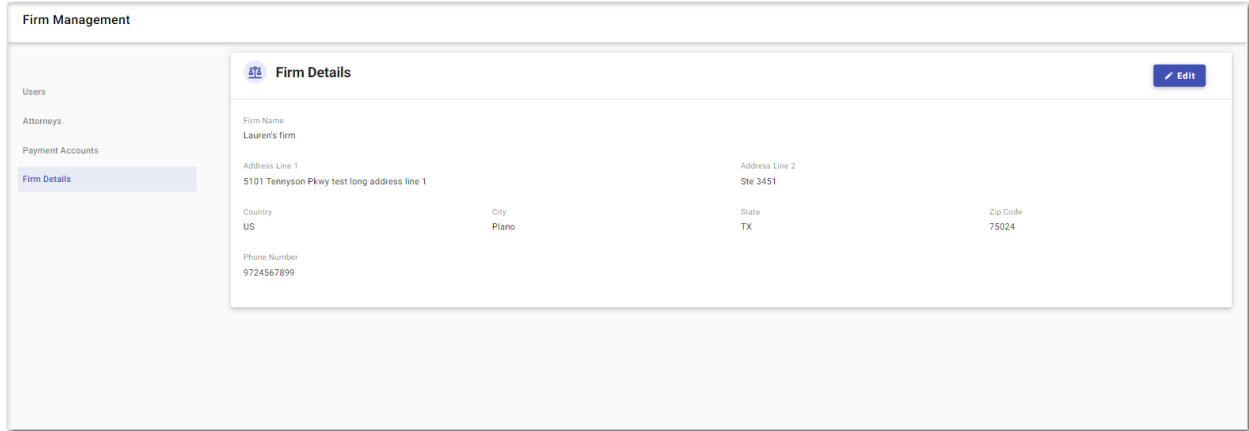 Firm Management
Users
Attorneys
Payment Accounts
Firm Details
Firm Details
Edit
Firm Name
Lauren's firm
Address Line 1 Address Line 2
5101 Tennyson Pkwy test long address line 1 Ste 3451
Country City State Zip Code
US Plano TX 75024
Phone Number
9724567899